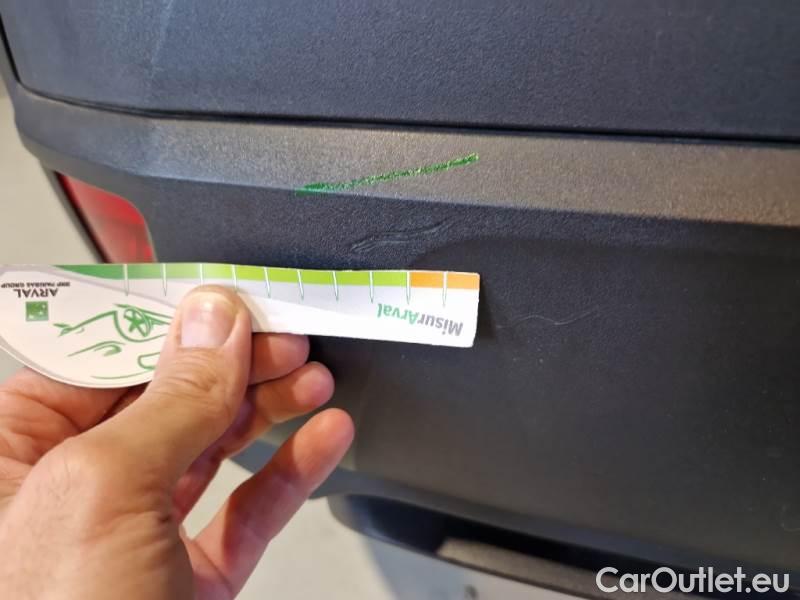 ARVAL
BNP PARIBAS GROUP
MisurArval
CarOutlet.eu